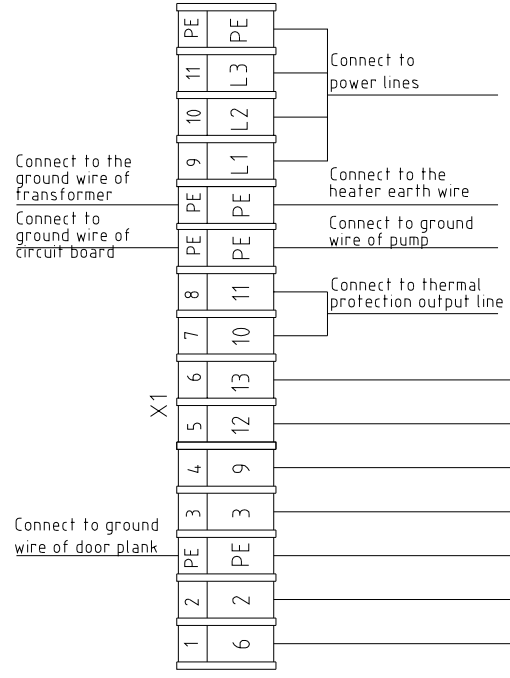 PE PE
11 L3
10 L2
9 L1
PE PE
PE PE
8 11
7 10
6 13
5 12
4 9
3 3
PE PE
2 2
1 6
X1
Connect to
power lines
Connect to the
ground wire of
fransformer
Connect to
ground wire of
circuit board
Connect to the
heater earth wire
Connect to ground
wire of pump
Connect to thermal
protection output line
Connect to ground
wire of door plank